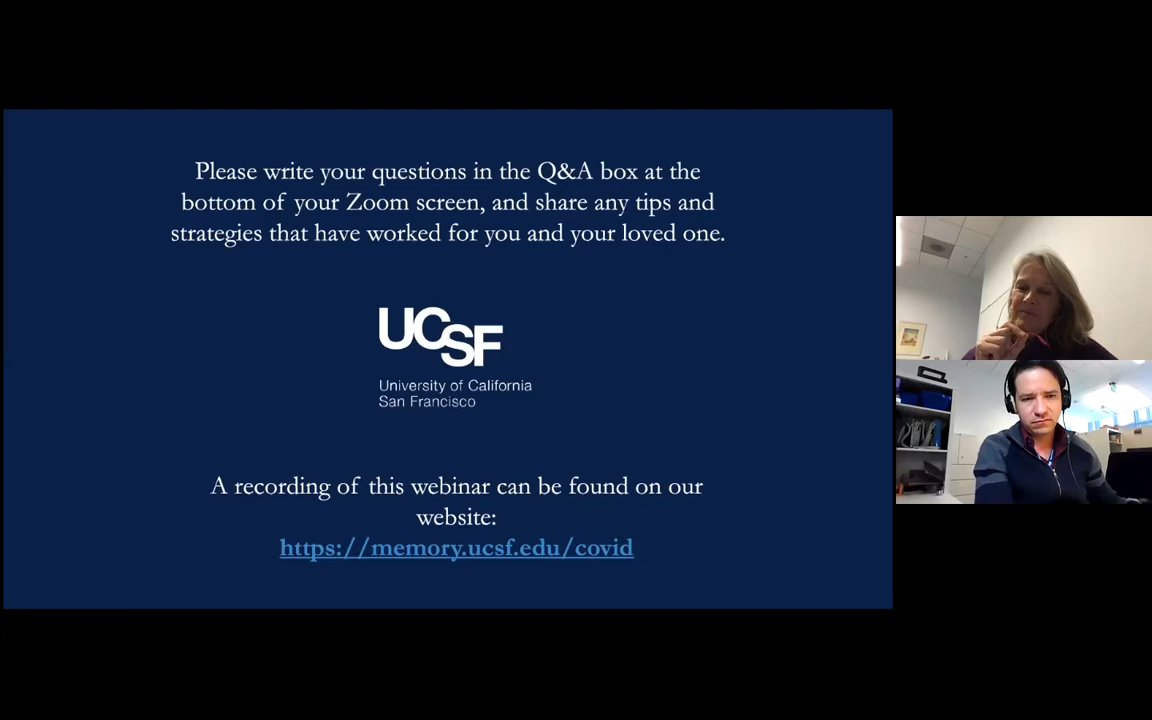 Please write your questions in the Q&A box at the
bottom of your Zoom screen, and share any tips and
strategies that have worked for you and your loved one.
UCSF
University of California
San Francisco
A recording of this webinar can be found on our
website:
https://memory.ucsf.edu/covid